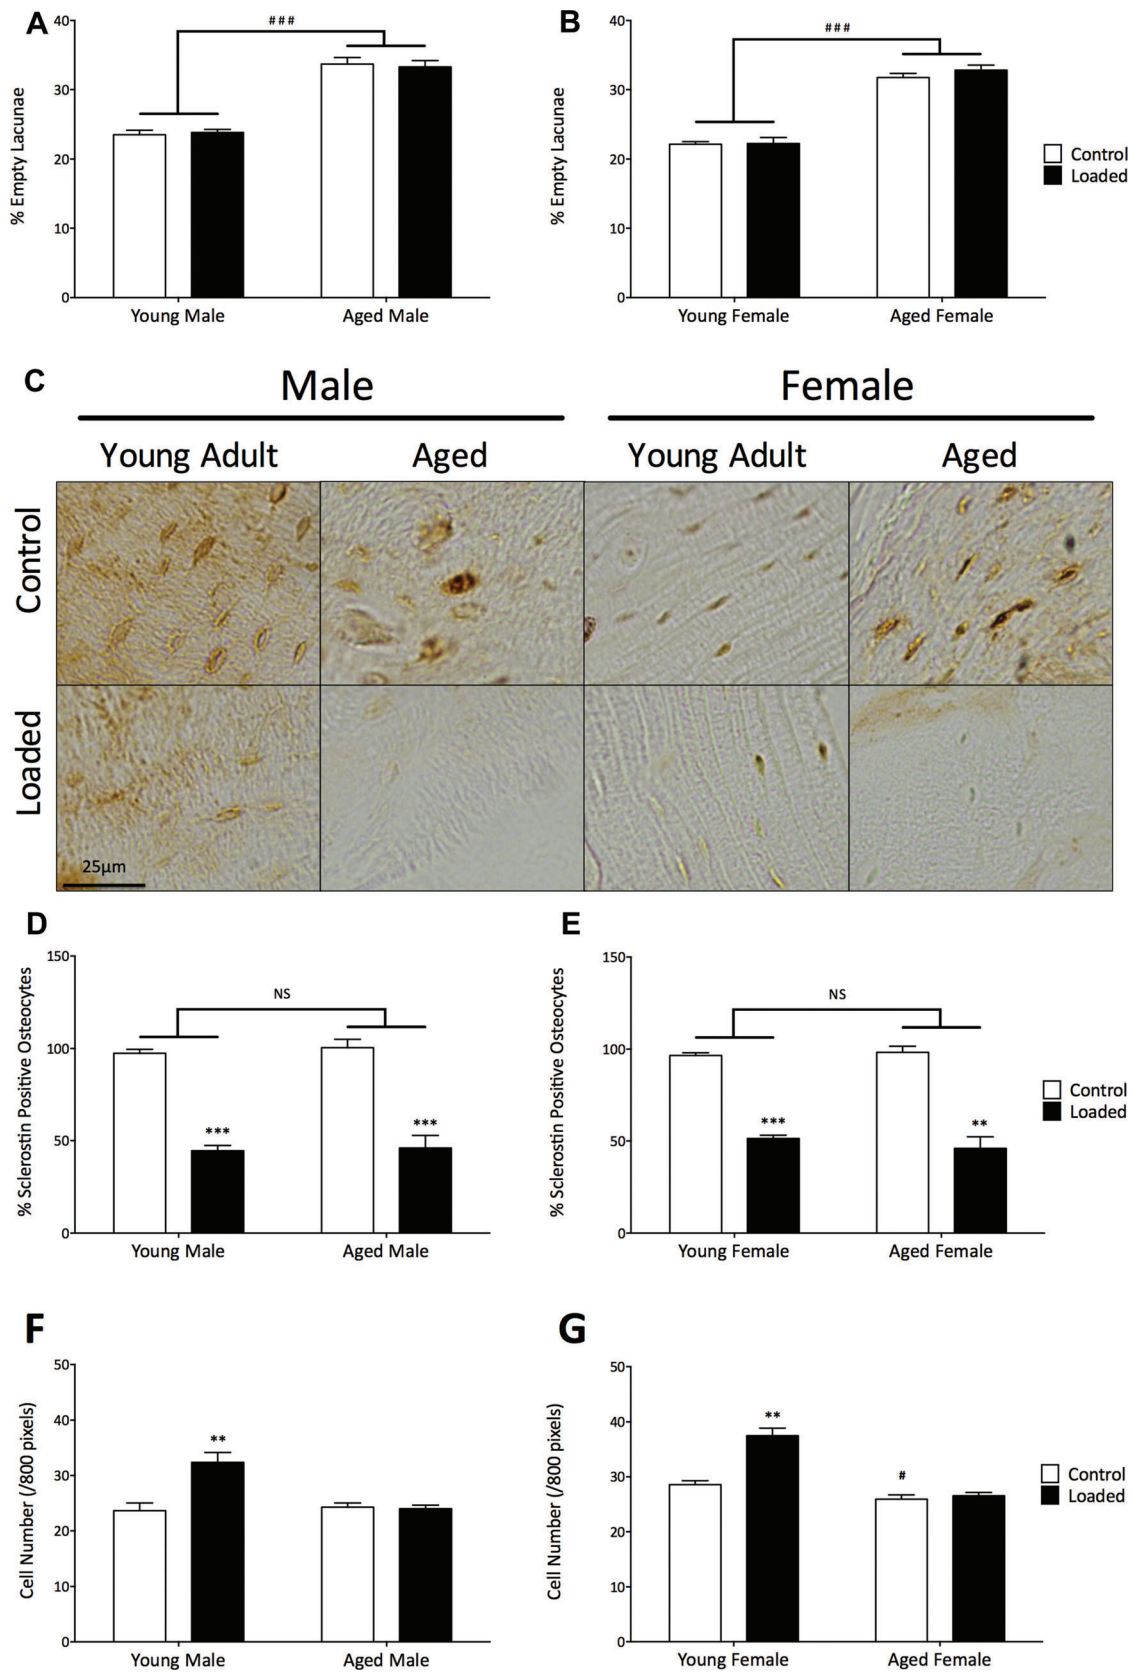 A
% Empty Lacunae
40
30
20
10
0
###
Young Male
Aged Male
B
% Empty Lacunae
40
30
20
10
0
###
Young Female
Aged Female
Control
Loaded
C
Male
Female
Young Adult
Aged
Young Adult
Aged
Control
Loaded
25µm
D
% Sclerostin Positive Osteocytes
150
100
50
0
NS
***
***
Young Male
Aged Male
E
% Sclerostin Positive Osteocytes
150
100
50
0
NS
***
**
Young Female
Aged Female
Control
Loaded
F
Cell Number (/800 pixels)
50
40
30
20
10
0
**
Young Male
Aged Male
G
Cell Number (/800 pixels)
50
40
30
20
10
0
**
#
Young Female
Aged Female
Control
Loaded